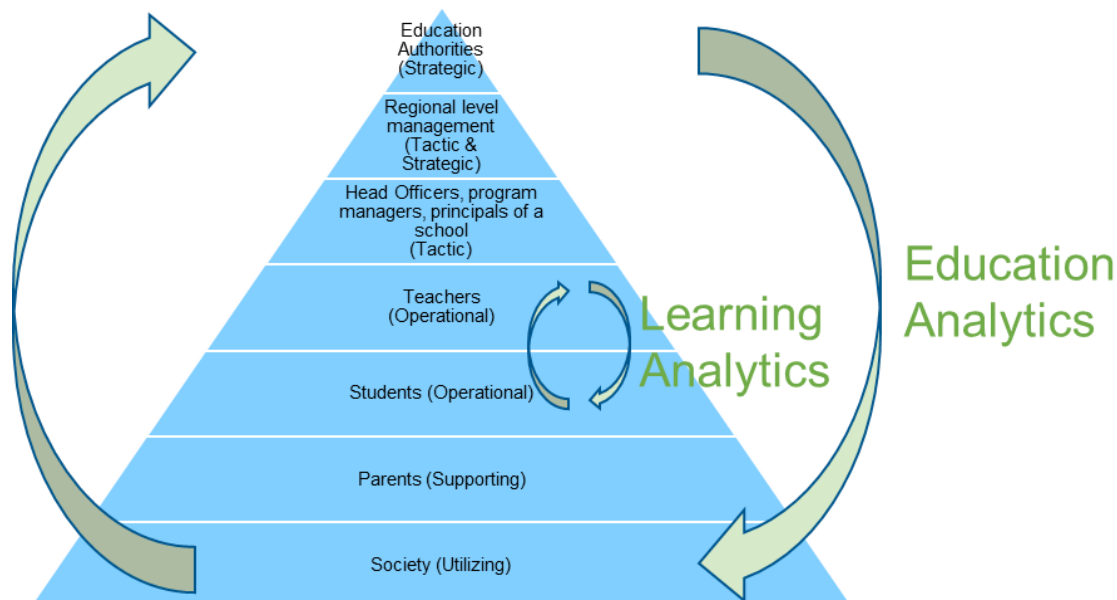 Education
Authorities
(Strategic)
Regional level
management
(Tactic &
Strategic)
Head Officers, program
managers, principals of a
school
(Tactic)
Teachers
(Operational)
Students (Operational)
Parents (Supporting)
Society (Utilizing)
Learning
Analytics
Education
Analytics